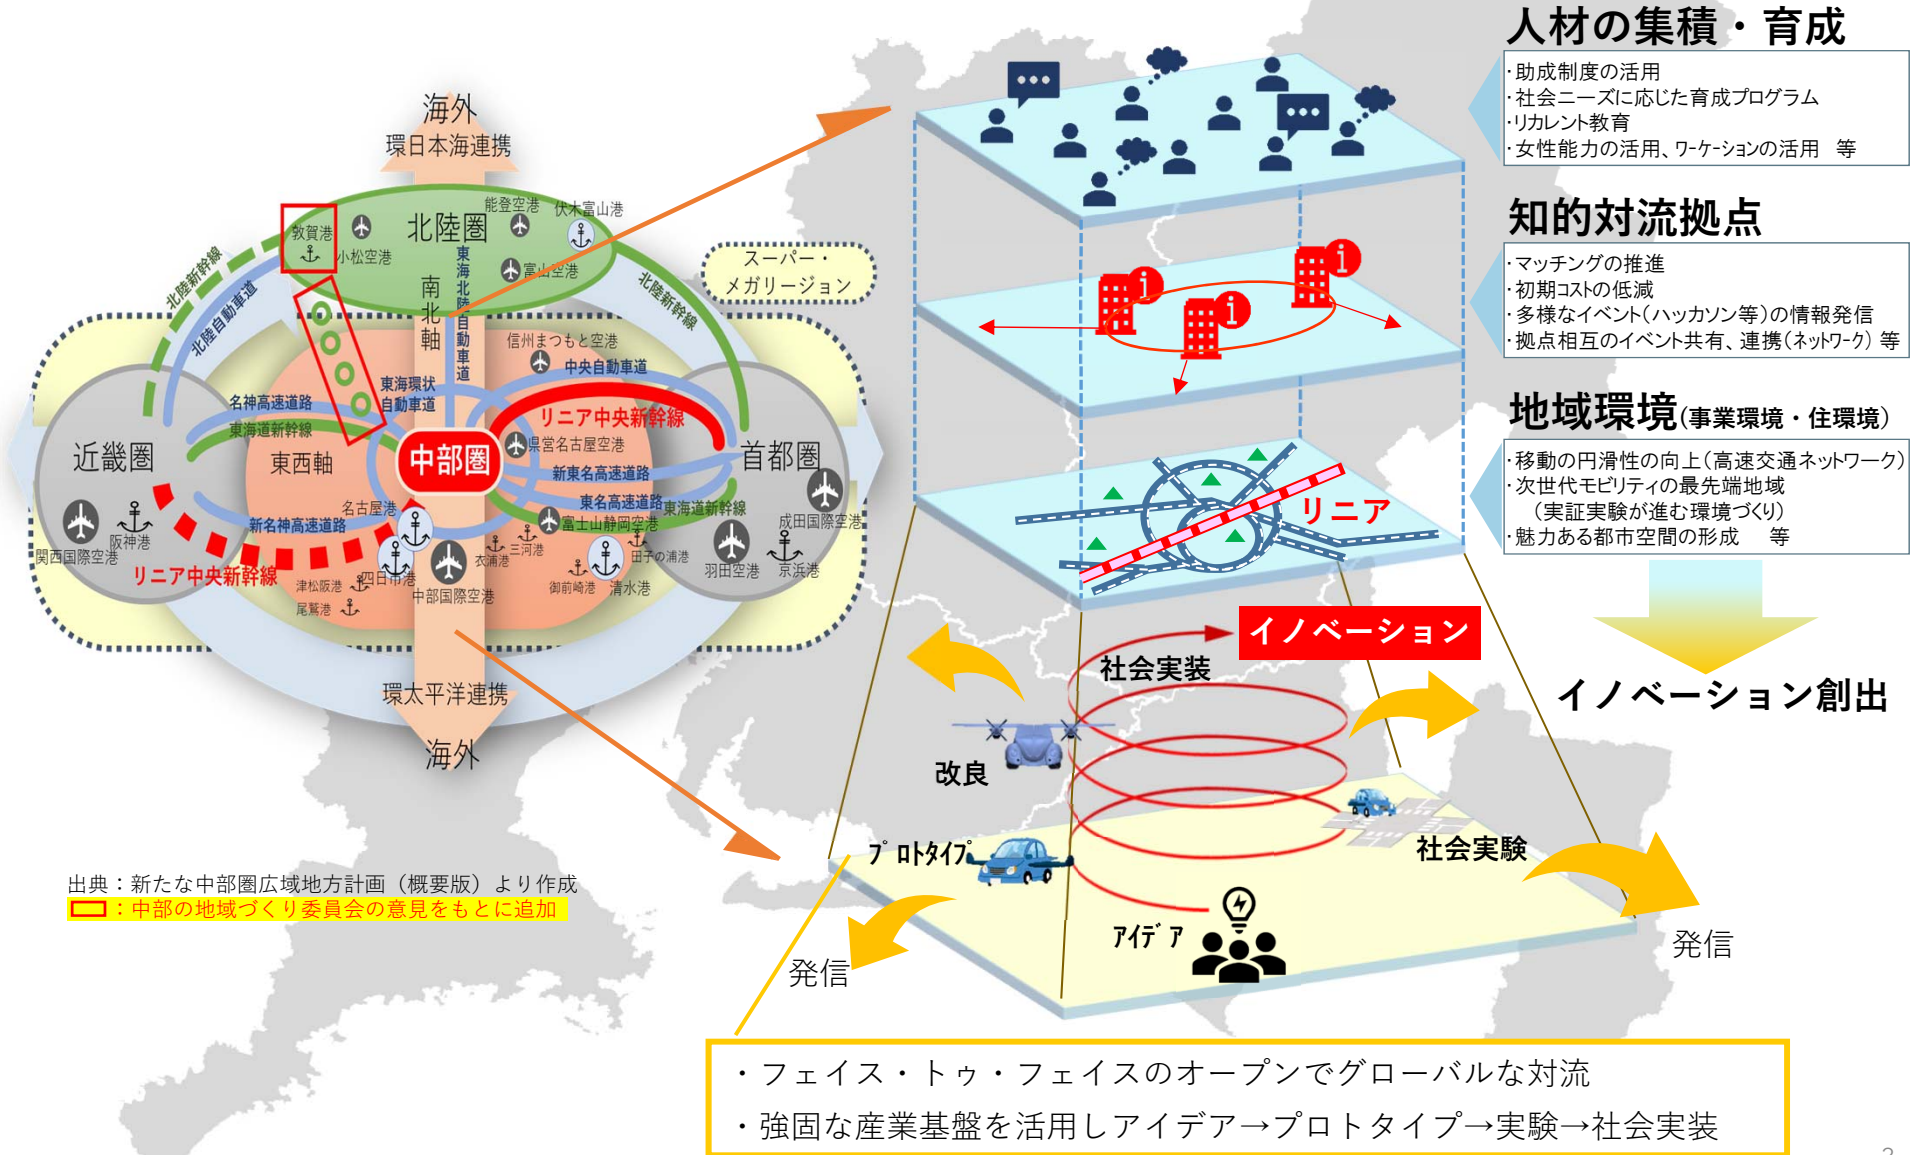 海外
環日本海連携
北陸圏
能登空港
伏木富山港
敦賀港
小松空港
富山空港
北陸新幹線
北陸自動車道
南北軸
東海北陸自動車道
北陸新幹線
スーパー・
メガリージョン
信州まつもと空港
中央自動車道
東海環状
自動車道
名神高速道路
東海道新幹線
リニア中央新幹線
県営名古屋空港
近畿圏
東西軸
中部圏
首都圏
新東名高速道路
東名高速道路
東海道新幹線
名古屋港
新名神高速道路
富士山静岡空港
成田国際空港
関西国際空港
阪神港
リニア中央新幹線
四日市港
中部国際空港
衣浦港
三河港
田子の浦港
御前崎港
清水港
羽田空港
京浜港
津松阪港
尾鷲港
環太平洋連携
海外
出典：新たな中部圏広域地方計画（概要版）より作成
：中部の地域づくり委員会の意見をもとに追加
人材の集積・育成
・助成制度の活用
・社会ニーズに応じた育成プログラム
・リカレント教育
・女性能力の活用、ワーケーションの活用　等
知的対流拠点
・マッチングの推進
・初期コストの低減
・多様なイベント（ハッカソン等）の情報発信
・拠点相互のイベント共有、連携（ネットワーク） 等
地域環境（事業環境・住環境）
・移動の円滑性の向上（高速交通ネットワーク）
・次世代モビリティの最先端地域
（実証実験が進む環境づくり）
・魅力ある都市空間の形成　等
イノベーション創出
リニア
イノベーション
社会実装
改良
プロトタイプ
社会実験
アイデア
発信
発信
・フェイス・トゥ・フェイスのオープンでグローバルな対流
・強固な産業基盤を活用しアイデア→プロトタイプ→実験→社会実装